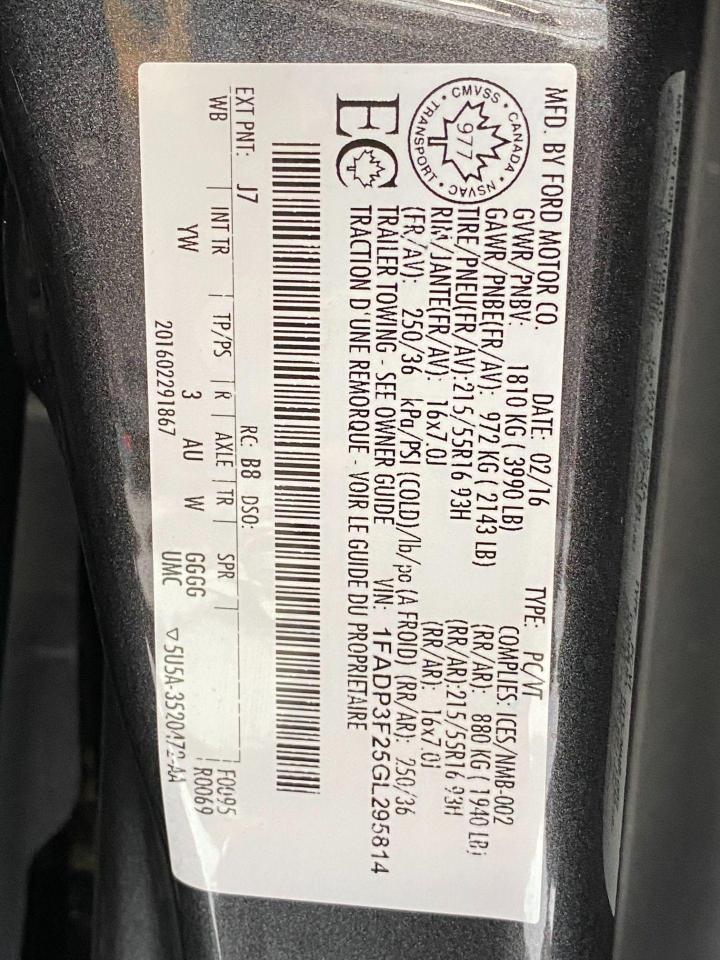 MFD. BY FORD MOTOR CO. DATE: 02/16 TYPE: PC/VT
GVWR/PNBV: 1810 KG ( 3990 LB) COMPLIES: ICES/NMB-002
GAWR/PNBE(FR/AV): 972 KG ( 2143 LB) (RR/AR): 880 KG ( 1940 LB)
TIRE/PNEU(FR/AV):215/55R16 93H (RR/AR):215/55R16 93H
RIM/JANTE(FR/AV): 16x7.0J (RR/AR): 16x7.0J
(FR/AV): 250/36 kPa/PSI (COLD)/lb/po (A FROID) (RR/AR): 250/36
TRAILER TOWING - SEE OWNER GUIDE VIN: 1FADP3F25GL295814
TRACTION D'UNE REMORQUE - VOIR LE GUIDE DU PROPRIETAIRE
CMVSS • CANADA • NSVAC • TRANSPORT •
977
EC
EXT PNT: J7 RC: B8 DSO:
WB INT TR TP/PS R AXLE TR SPR F0095
YW 3 AU W GGGG R0069
UMC
201602291867 ▽5U5A-3520472-AA